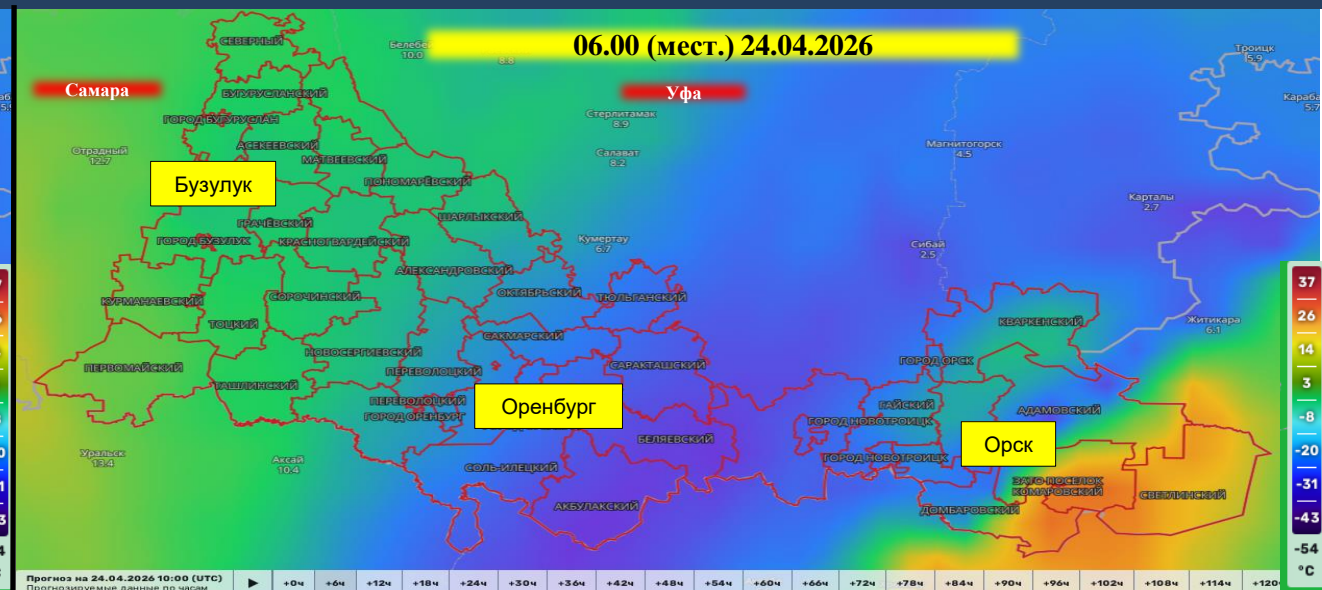 06.00 (мест.) 24.04.2026
СЕВЕРНЫЙ
10.0
8.8
Троицк
5.9
Самара
Уфа
БУГУРУСЛАНСКИЙ
ГОРОД БУГУРУСЛАН
Стерлитамак
8.9
Отрадный
12.7
АСЕКЕЕВСКИЙ
МАТВЕЕВСКИЙ
Салават
8.2
Магнитогорск
4.5
Бузулук
ПОНОМАРЁВСКИЙ
Карталы
2.7
ГРАЧЁВСКИЙ
ШАРЛЫКСКИЙ
ГОРОД БУЗУЛУК
КРАСНОГВАРДЕЙСКИЙ
Кумертау
6.7
Сибай
2.5
АЛЕКСАНДРОВСКИЙ
КУРМАНАЕВСКИЙ
СОРОЧИНСКИЙ
ОКТЯБРЬСКИЙ
ТЮЛЬГАНСКИЙ
ТОЦКИЙ
САКМАРСКИЙ
КВАРКЕНСКИЙ
Житикара
6.1
НОВОСЕРГИЕВСКИЙ
ПЕРВОМАЙСКИЙ
ПЕРЕВОЛОЦКИЙ
САРАКТАШСКИЙ
ГОРОД ОРСК
ТАШЛИНСКИЙ
ПЕРЕВОЛОЦКИЙ
ГОРОД ОРЕНБУРГ
Оренбург
ГАЙСКИЙ
АДАМОВСКИЙ
ГОРОД НОВОТРОИЦК
БЕЛЯЕВСКИЙ
Орск
Уральск
13.4
Аксай
10.4
СОЛЬ-ИЛЕЦКИЙ
ГОРОД НОВОТРОИЦК
ЗАТО ПОСЕЛОК
КОМАРОВСКИЙ
СВЕТЛИНСКИЙ
АКБУЛАКСКИЙ
ДОМБАРОВСКИЙ
37
26
14
3
-8
-20
-31
-43
-54
°C
Прогноз на 24.04.2026 10:00 (UTC)
Прогнозируемые данные по часам
+0ч +6ч +12ч +18ч +24ч +30ч +36ч +42ч +48ч +54ч +60ч +66ч +72ч +78ч +84ч +90ч +96ч +102ч +108ч +114ч